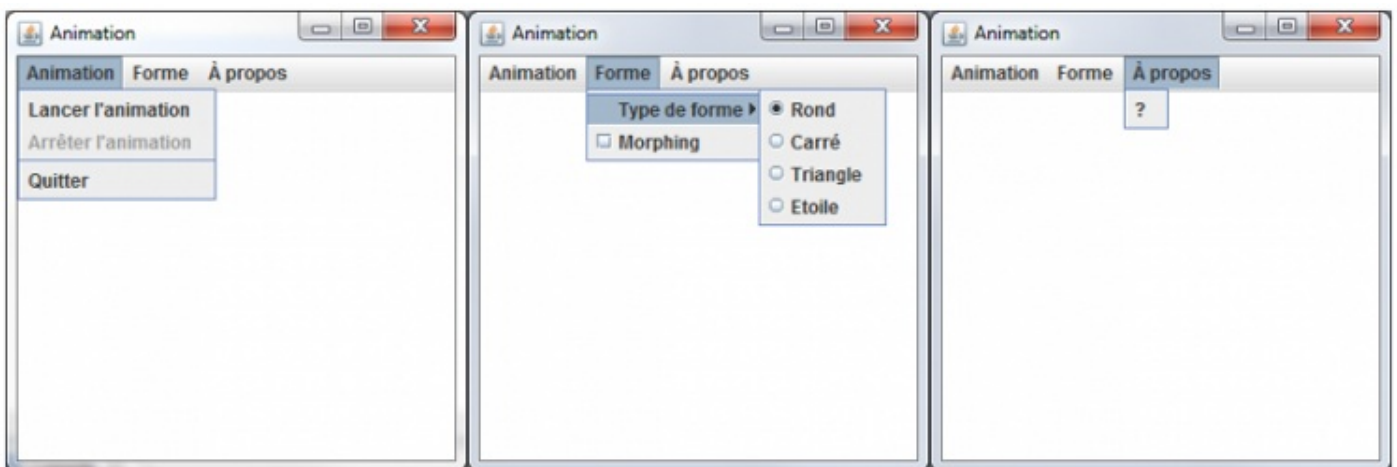 Animation
Animation Forme À propos
Lancer l'animation
Arrêter l'animation
Quitter
Animation
Animation Forme À propos
Type de forme
Morphing
Rond
Carré
Triangle
Etoile
Animation
Animation Forme À propos
?